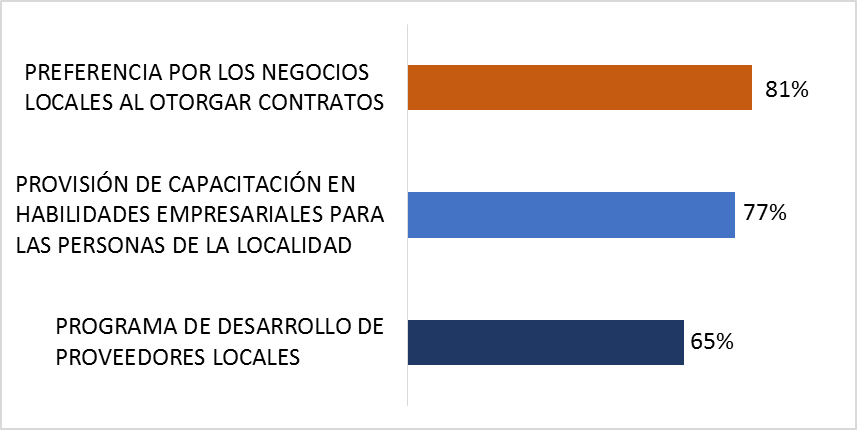 PREFERENCIA POR LOS NEGOCIOS
LOCALES AL OTORGAR CONTRATOS
81%
PROVISIÓN DE CAPACITACIÓN EN
HABILIDADES EMPRESARIALES PARA
LAS PERSONAS DE LA LOCALIDAD
77%
PROGRAMA DE DESARROLLO DE
PROVEEDORES LOCALES
65%